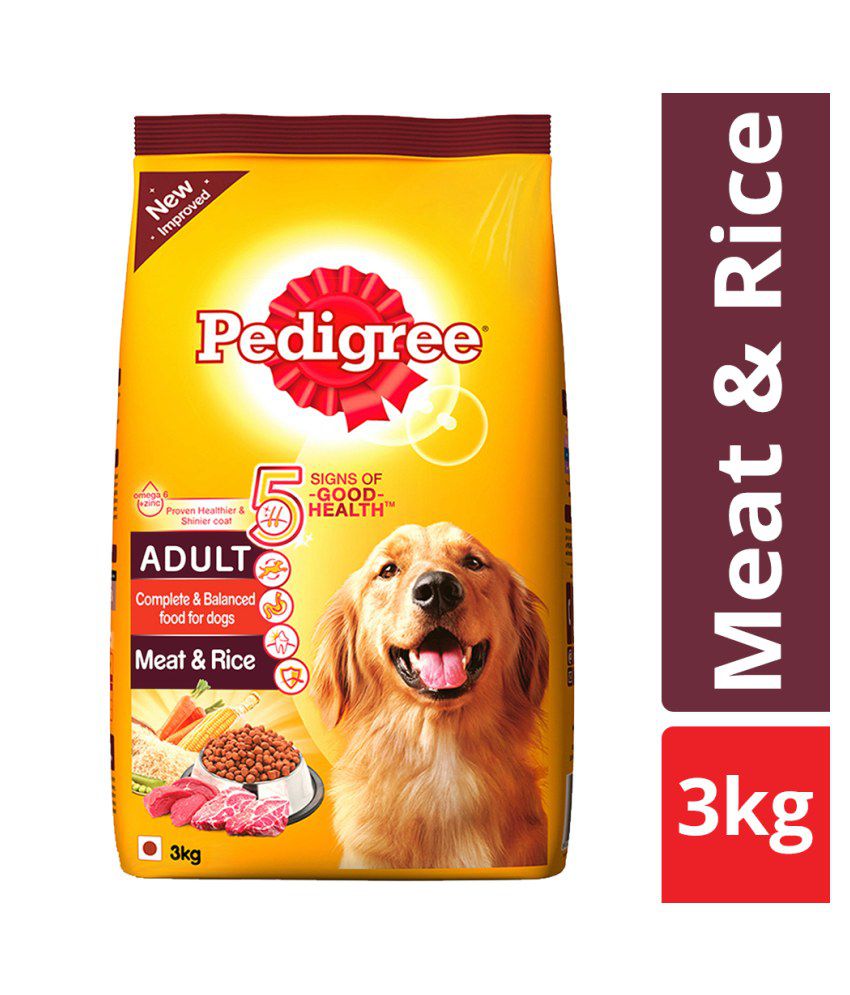 New
Improved
Pedigree®
omega 6
+zinc
Proven Healthier &
Shinier coat
5
SIGNS OF
-GOOD-
HEALTH™
ADULT
Complete & Balanced
food for dogs
Meat & Rice
3kg
Meat & Rice
3kg